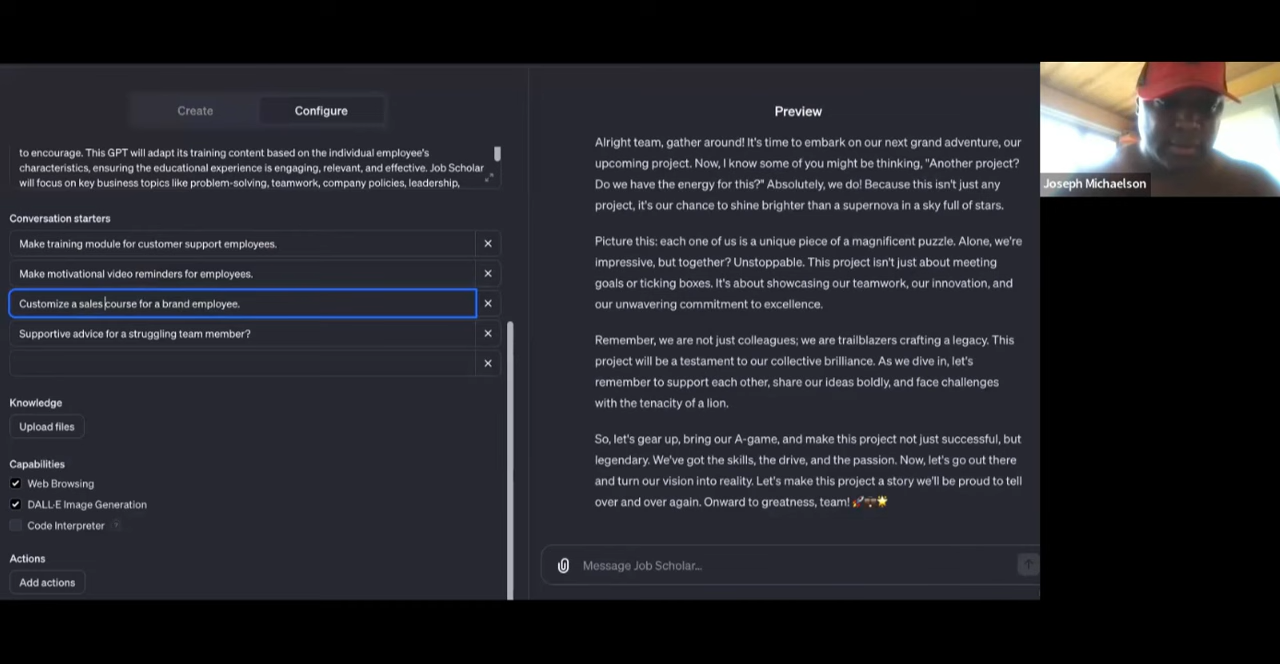 Create
Configure
to encourage. This GPT will adapt its training content based on the individual employee's
characteristics, ensuring the educational experience is engaging, relevant, and effective. Job Scholar
will focus on key business topics like problem-solving, teamwork, company policies, leadership,
Conversation starters
Make training module for customer support employees.
Make motivational video reminders for employees.
Customize a sales course for a brand employee.
Supportive advice for a struggling team member?
Knowledge
Upload files
Capabilities
Web Browsing
DALL·E Image Generation
Code Interpreter ?
Actions
Add actions
Preview
Alright team, gather around! It's time to embark on our next grand adventure, our
upcoming project. Now, I know some of you might be thinking, "Another project?
Do we have the energy for this?" Absolutely, we do! Because this isn't just any
project, it's our chance to shine brighter than a supernova in a sky full of stars.
Picture this: each one of us is a unique piece of a magnificent puzzle. Alone, we're
impressive, but together? Unstoppable. This project isn't just about meeting
goals or ticking boxes. It's about showcasing our teamwork, our innovation, and
our unwavering commitment to excellence.
Remember, we are not just colleagues; we are trailblazers crafting a legacy. This
project will be a testament to our collective brilliance. As we dive in, let's
remember to support each other, share our ideas boldly, and face challenges
with the tenacity of a lion.
So, let's gear up, bring our A-game, and make this project not just successful, but
legendary. We've got the skills, the drive, and the passion. Now, let's go out there
and turn our vision into reality. Let's make this project a story we'll be proud to tell
over and over again. Onward to greatness, team!
Message Job Scholar...
Joseph Michaelson